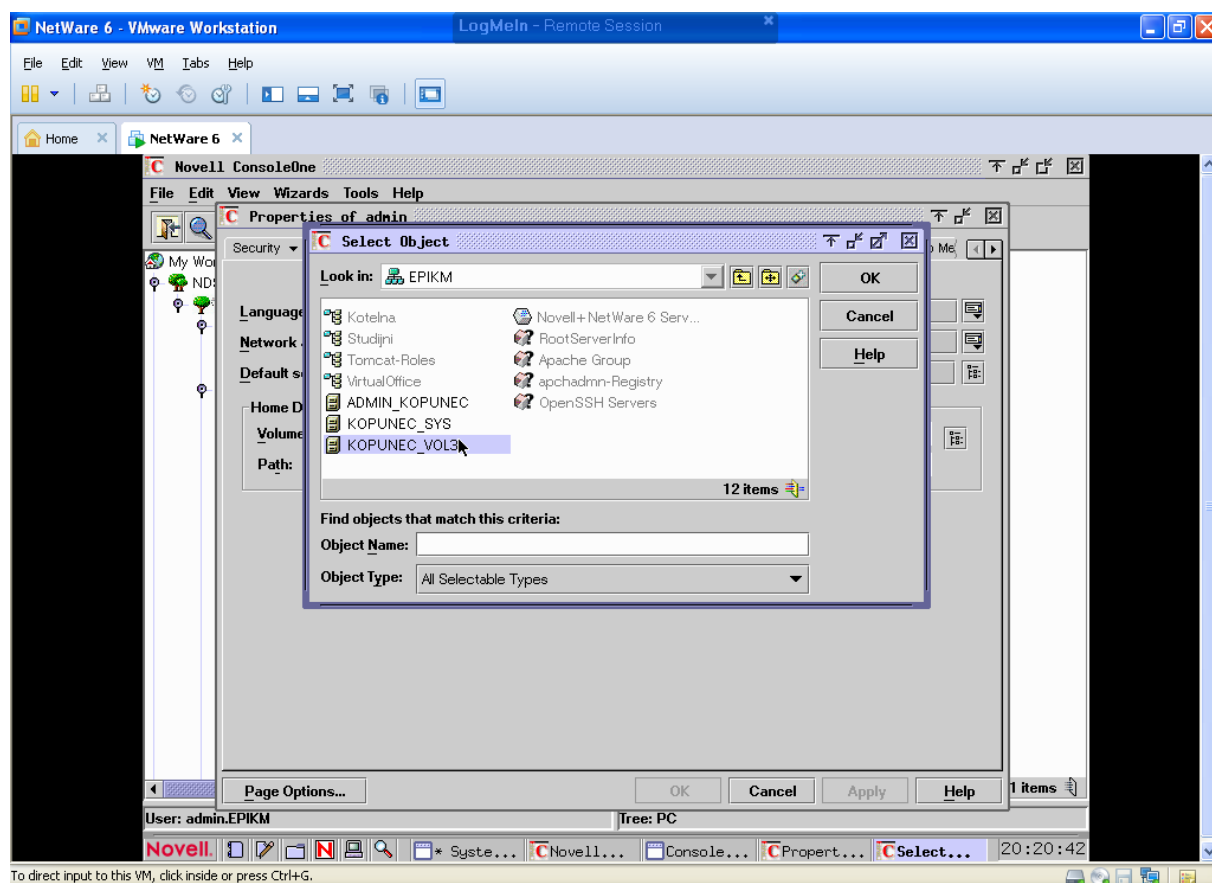 NetWare 6 - VMware Workstation
LogMeIn - Remote Session
File Edit View VM Tabs Help
Home
NetWare 6
Novell ConsoleOne
File Edit View Wizards Tools Help
Properties of admin
Security
Select Object
My Wo
Look in: EPIKM
OK
Cancel
Help
NDS
Kotelna
Studijni
Tomcat-Roles
VirtualOffice
ADMIN_KOPUNEC
KOPUNEC_SYS
KOPUNEC_VOL3
Novell+NetWare 6 Serv...
RootServerInfo
Apache Group
apchadmn-Registry
OpenSSH Servers
Language
Network
Default s
Home D
Volume
Path:
12 items
Find objects that match this criteria:
Object Name:
Object Type: All Selectable Types
Page Options... OK Cancel Apply Help
1 items
User: admin.EPIKM Tree: PC
Novell. N * Syste... Novell... Console... Propert... Select... 20:20:42
To direct input to this VM, click inside or press Ctrl+G.